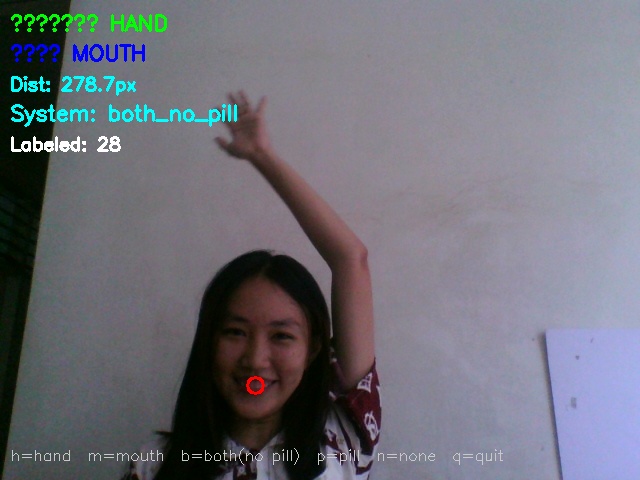 ??????? HAND
???? MOUTH
Dist: 278.7px
System: both_no_pill
Labeled: 28
h=hand m=mouth b=both(no pill) p=pill n=none q=quit